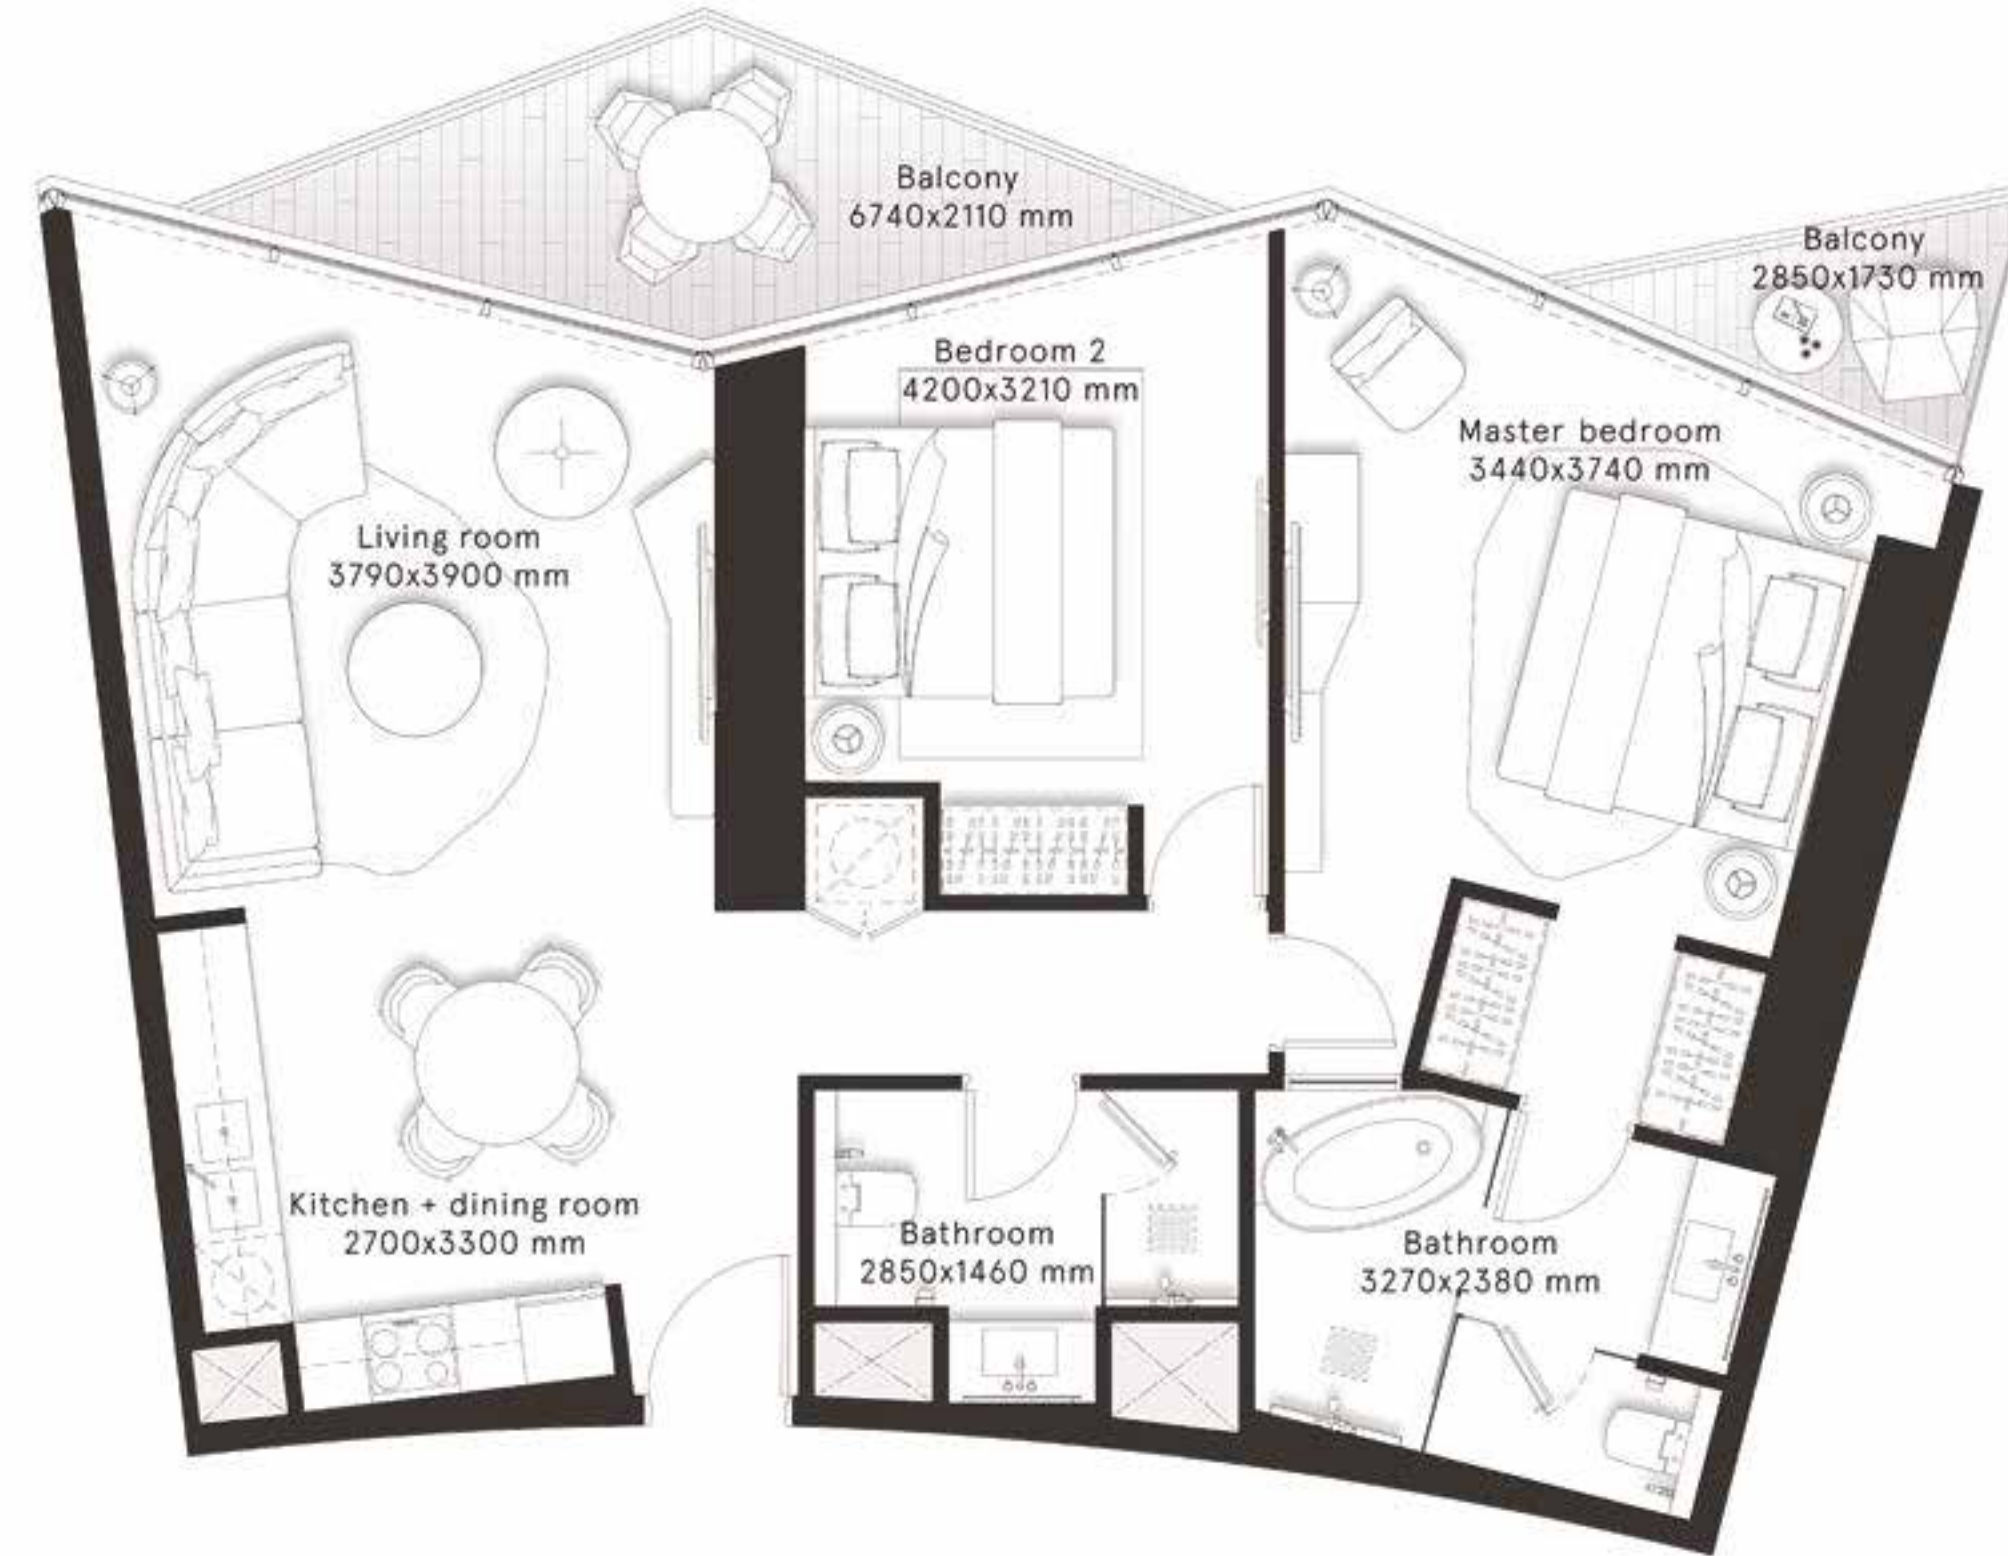 Balcony
6740x2110 mm
Balcony
2850x1730 mm
Bedroom 2
4200x3210 mm
Master bedroom
3440x3740 mm
Living room
3790x3900 mm
Kitchen + dining room
2700x3300 mm
Bathroom
2850x1460 mm
Bathroom
3270x2380 mm